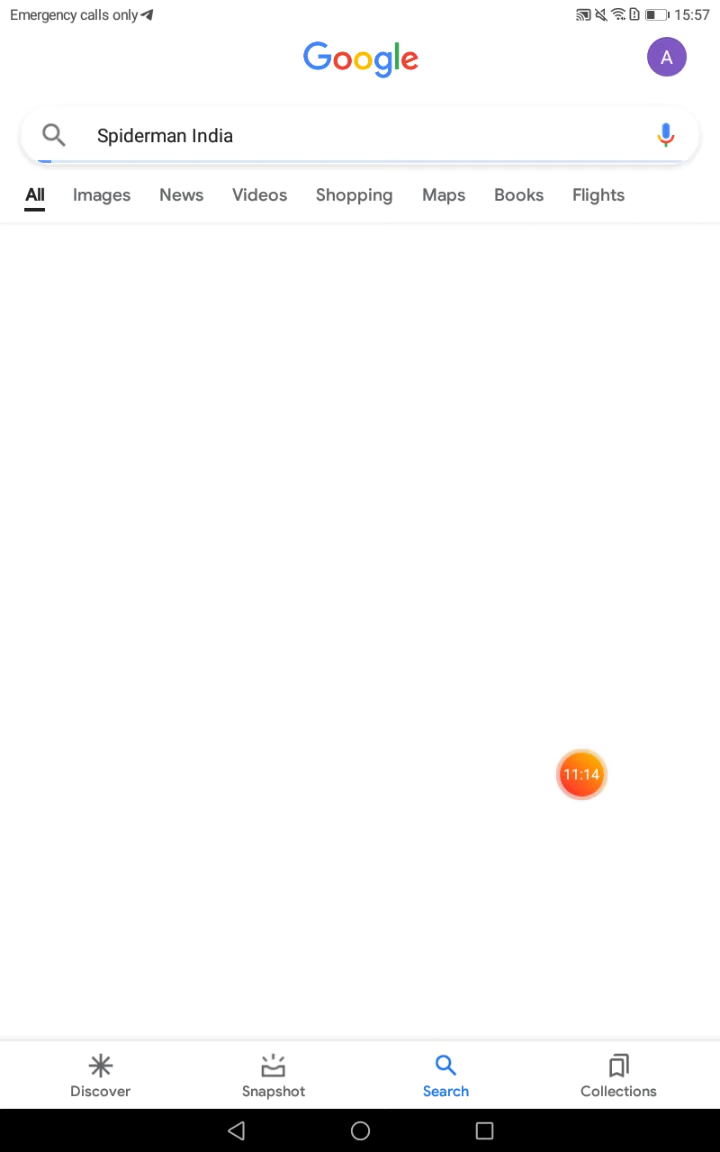 Emergency calls only 15:57
Google
A
Spiderman India
All Images News Videos Shopping Maps Books Flights
11:14
Discover Snapshot Search Collections